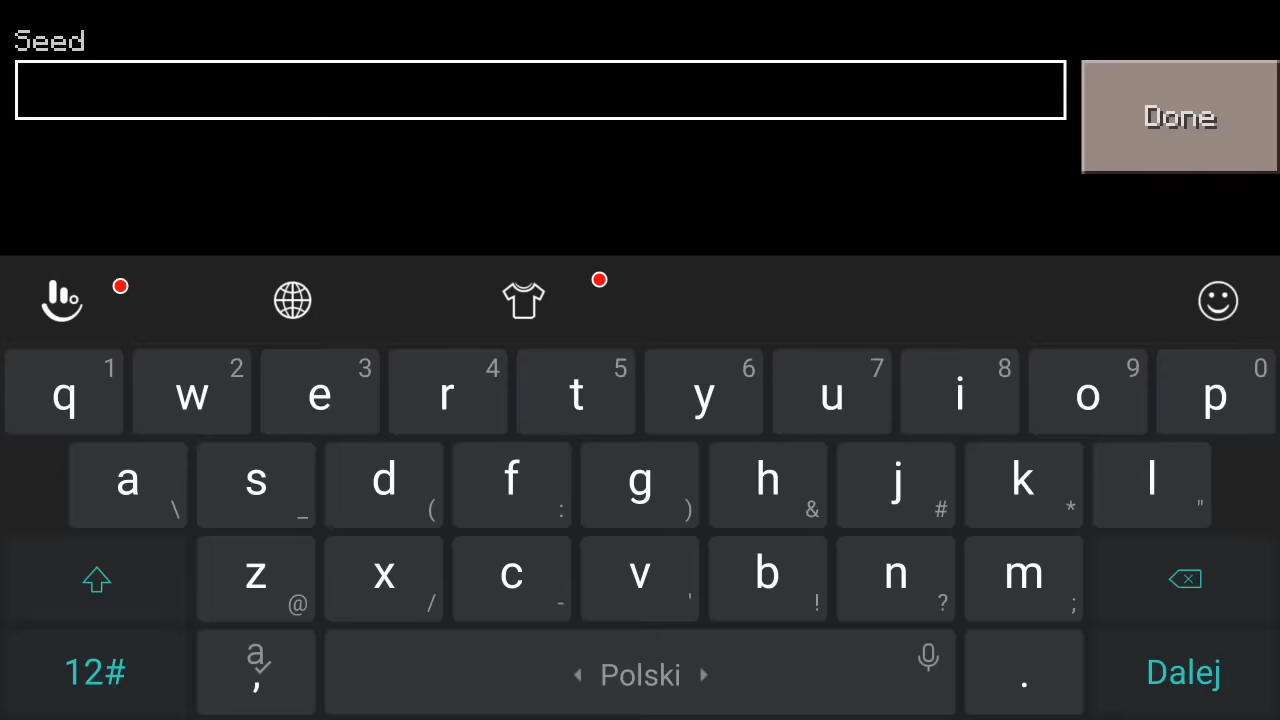 Seed
Done
q 1 w 2 e 3 r 4 t 5 y 6 u 7 i 8 o 9 p 0
a \ s _ d ( f : g ) h & j # k * l "
z @ x / c - v ' b ! n ? m ;
12# a , Polski . Dalej